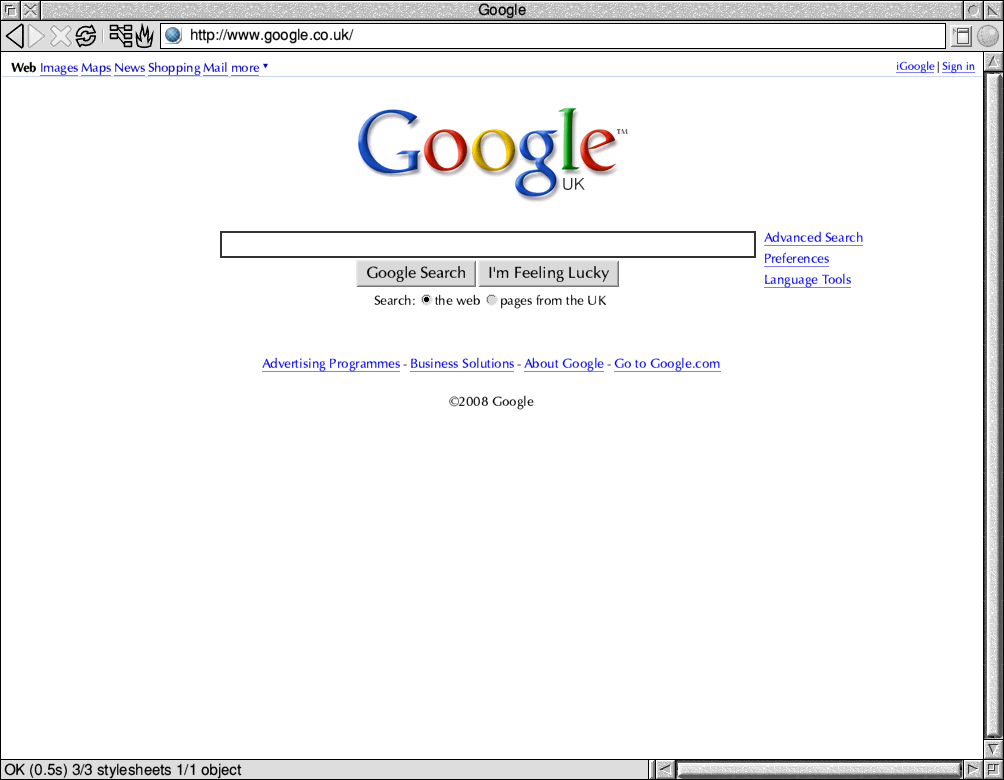 Google
http://www.google.co.uk/
Web Images Maps News Shopping Mail more ▼
iGoogle | Sign in
Google™
UK
Advanced Search
Preferences
Language Tools
Google Search I'm Feeling Lucky
Search: the web pages from the UK
Advertising Programmes - Business Solutions - About Google - Go to Google.com
©2008 Google
OK (0.5s) 3/3 stylesheets 1/1 object